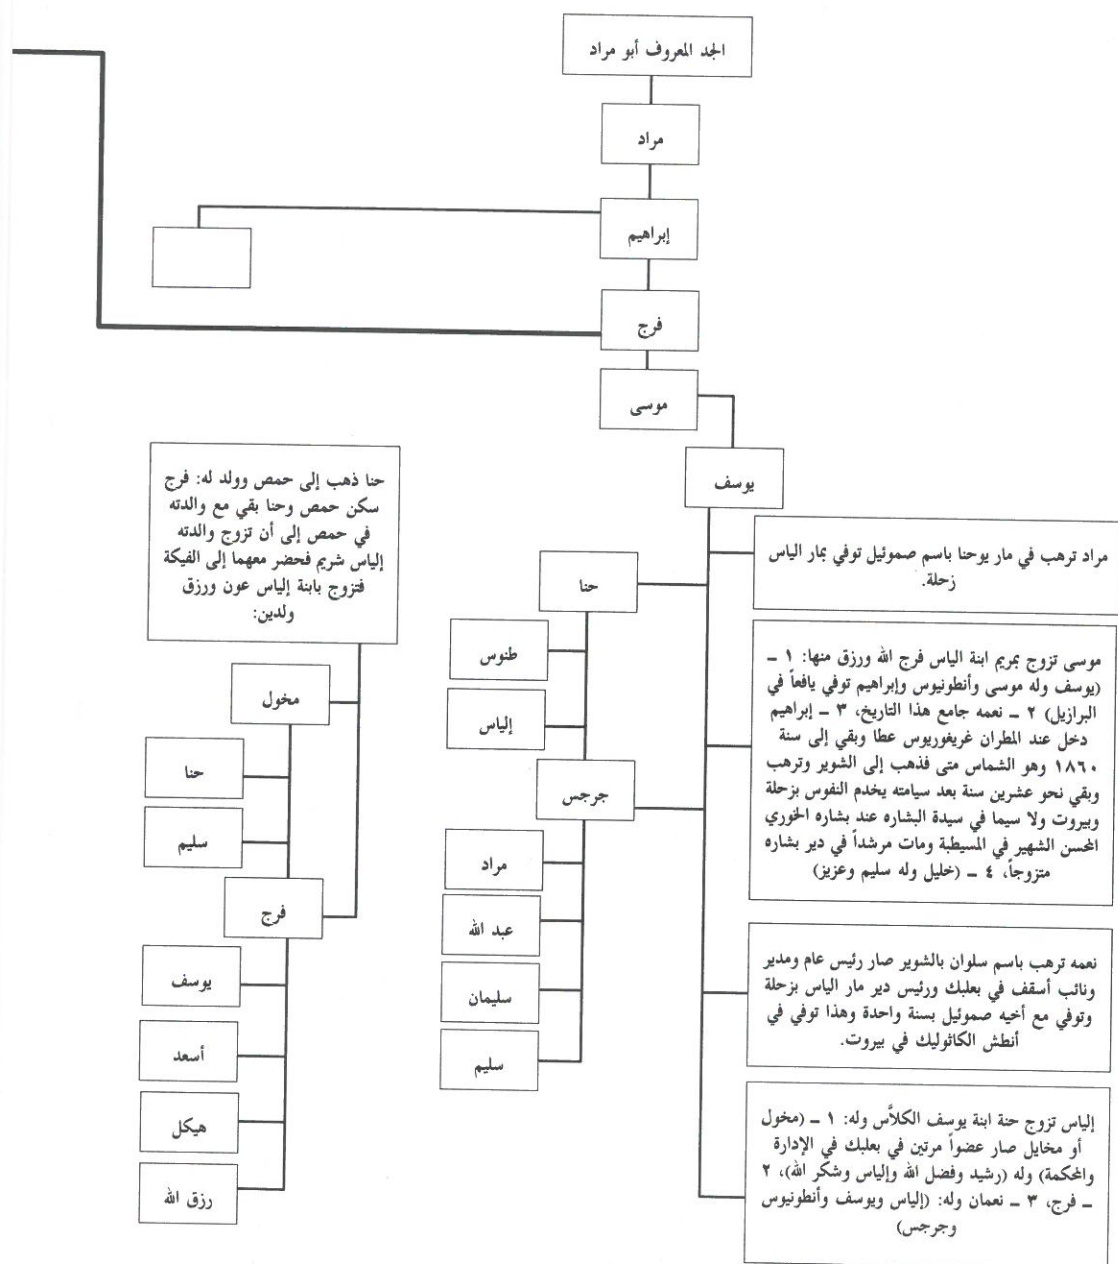 الجد المعروف أبو مراد
مراد
إبراهيم
فرج
موسى
يوسف
مراد ترهب في مار يوحنا باسم صموئيل توفي بمار الياس
زحلة.
موسى تزوج بمريم ابنة الياس فرج الله ورزق منها: ١ ـ
(يوسف وله موسى وأنطونيوس وإبراهيم توفي يافعاً في
البرازيل) ٢ ـ نعمه جامع هذا التاريخ، ٣ ـ إبراهيم
دخل عند المطران غريغوريوس عطا وبقي إلى سنة
١٨٦٠ وهو الشماس متى فذهب إلى الشوير وترهب
وبقي نحو عشرين سنة بعد سيامته يخدم النفوس بزحلة
وبيروت ولا سيما في سيدة البشاره عند بشاره الخوري
المحسن الشهير في المسيطبة ومات مرشداً في دير بشاره
متزوجاً، ٤ ـ (خليل وله سليم وعزيز)
نعمه ترهب باسم سلوان بالشوير صار رئيس عام ومدير
ونائب أسقف في بعلبك ورئيس دير مار الياس بزحلة
وتوفي مع أخيه صموئيل بسنة واحدة وهذا توفي في
أنطش الكاثوليك في بيروت.
إلياس تزوج حنة ابنة يوسف الكلاَّس وله: ١ ـ (مخول
أو مخايل صار عضواً مرتين في بعلبك في الإدارة
والمحكمة) وله (رشيد وفضل الله وإلياس وشكر الله)، ٢
ـ فرج، ٣ ـ نعمان وله: (إلياس ويوسف وأنطونيوس
وجرجس)
حنا
طنوس
إلياس
جرجس
مراد
عبد الله
سليمان
سليم
حنا ذهب إلى حمص وولد له: فرج
سكن حمص وحنا بقي مع والدته
في حمص إلى أن تزوج والدته
إلياس شريم فحضر معهما إلى الفيكة
فتزوج بابنة إلياس عون ورزق
ولدين:
مخول
حنا
سليم
فرج
يوسف
أسعد
هيكل
رزق الله